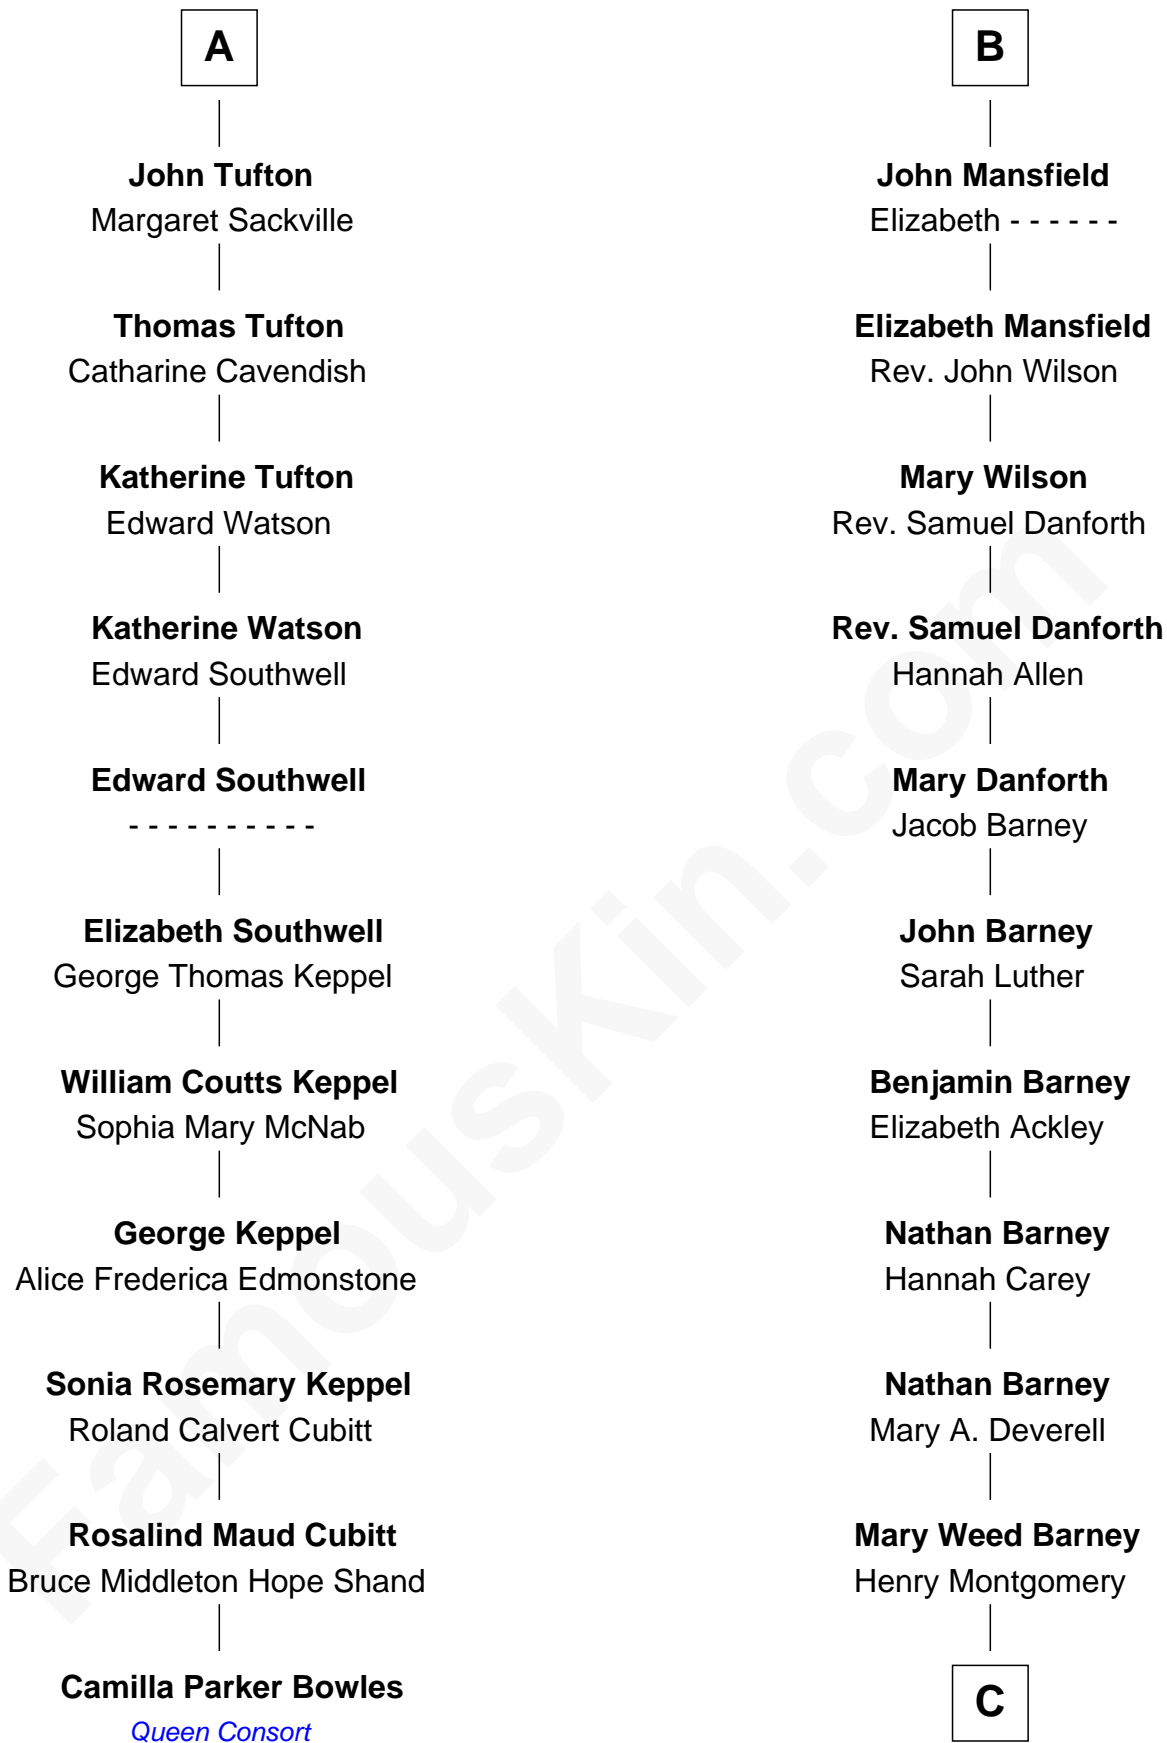 A
John Tufton
Margaret Sackville
Thomas Tufton
Catharine Cavendish
Katherine Tufton
Edward Watson
Katherine Watson
Edward Southwell
Edward Southwell
- - - - - - - - - -
Elizabeth Southwell
George Thomas Keppel
William Coutts Keppel
Sophia Mary McNab
George Keppel
Alice Frederica Edmonstone
Sonia Rosemary Keppel
Roland Calvert Cubitt
Rosalind Maud Cubitt
Bruce Middleton Hope Shand
Camilla Parker Bowles
Queen Consort
B
John Mansfield
Elizabeth - - - - - -
Elizabeth Mansfield
Rev. John Wilson
Mary Wilson
Rev. Samuel Danforth
Rev. Samuel Danforth
Hannah Allen
Mary Danforth
Jacob Barney
John Barney
Sarah Luther
Benjamin Barney
Elizabeth Ackley
Nathan Barney
Hannah Carey
Nathan Barney
Mary A. Deverell
Mary Weed Barney
Henry Montgomery
C
FamousKin.com